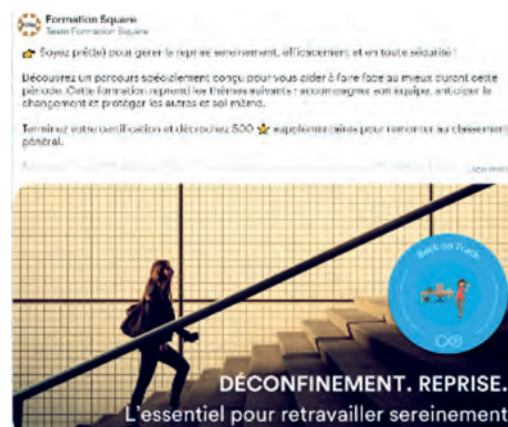 Formation Square
Team Formation Square
👉 Soyez prêt(e) pour gérer la reprise sereinement, efficacement et en toute sécurité !
Découvrez un parcours spécialement conçu pour vous aider à faire face au mieux durant cette
période. Cette formation reprend les thèmes suivants : accompagner son équipe, anticiper le
changement et protéger les autres et soi même.
Terminez votre certification et décrochez 500 ⭐ supplémentaires pour remonter au classement
général.
Back on Track
DÉCONFINEMENT. REPRISE.
L'essentiel pour retravailler sereinement